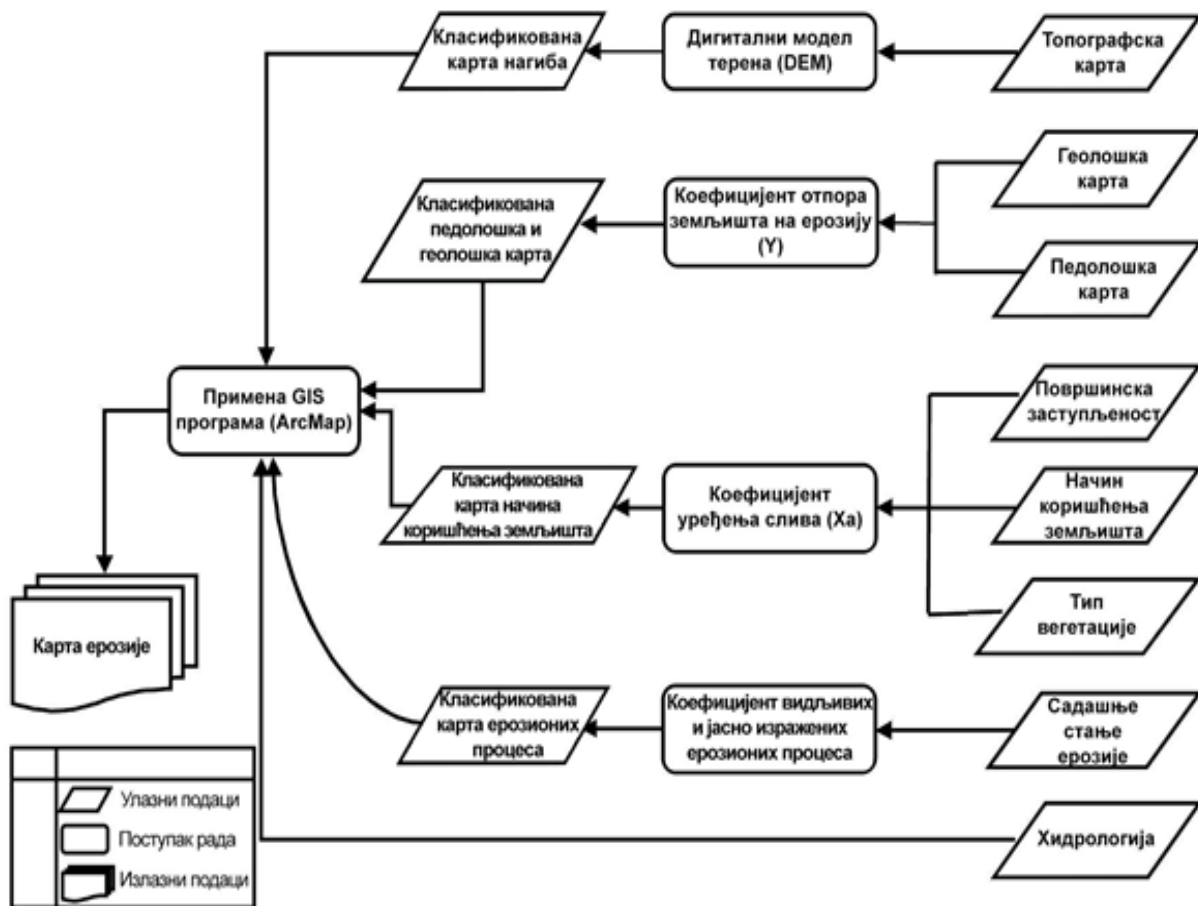 Класификована
карта нагиба
Дигитални модел
терена (DEM)
Топографска
карта
Геолошка
карта
Класификована
педолошка и
геолошка карта
Коефицијент отпора
земљишта на ерозију
(Y)
Педолошка
карта
Примена GIS
програма (ArcMap)
Површинска
заступљеност
Класификована
карта начина
коришћења земљишта
Коефицијент
уређења слива (Xa)
Начин
коришћења
земљишта
Тип
вегетације
Карта ерозије
Класификована
карта ерозионих
процеса
Коефицијент видљивих
и јасно изражених
ерозионих процеса
Садашње
стање
ерозије
Хидрологија
Улазни подаци
Поступак рада
Излазни подаци